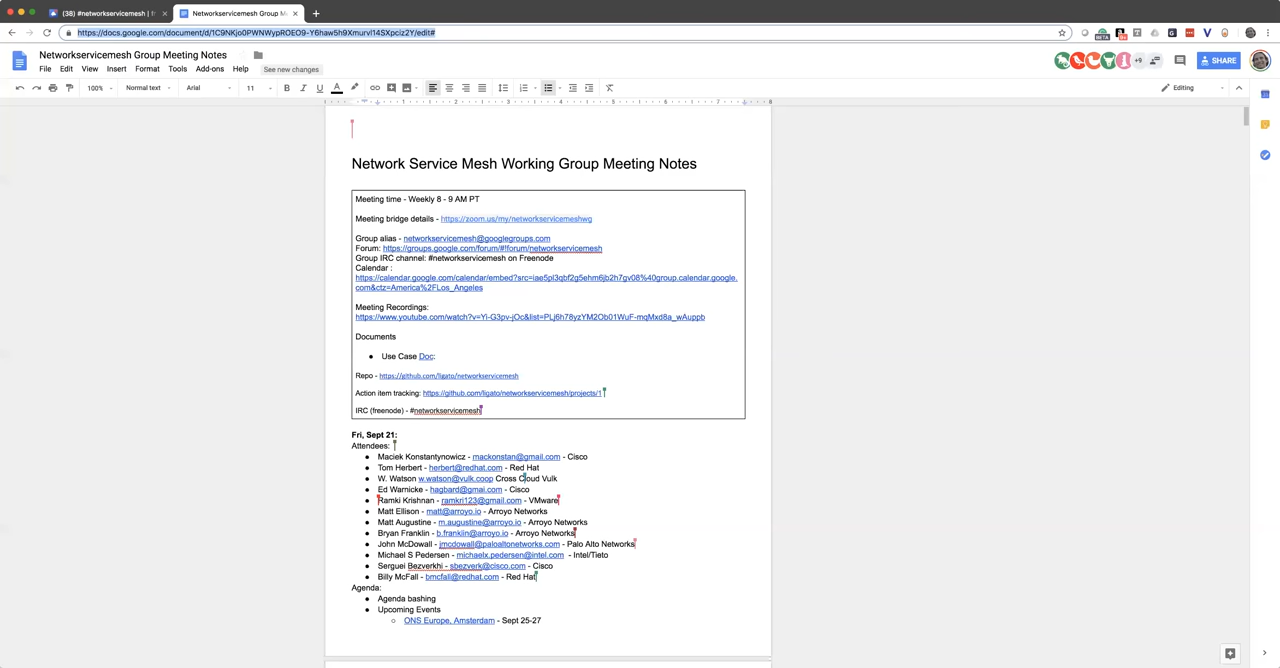 (38) #networkservicemesh | f
Networkservicemesh Group M
https://docs.google.com/document/d/1C9NKjo0PWNWypROEO9-Y6haw5h9Xmurvi14SXpciz2Y/edit#
Networkservicemesh Group Meeting Notes
File Edit View Insert Format Tools Add-ons Help See new changes
+9
SHARE
100% Normal text Arial 11 B I U A
Editing
Network Service Mesh Working Group Meeting Notes
Meeting time - Weekly 8 - 9 AM PT
Meeting bridge details - https://zoom.us/my/networkservicemeshwg
Group alias - networkservicemesh@googlegroups.com
Forum: https://groups.google.com/forum/#!forum/networkservicemesh
Group IRC channel: #networkservicemesh on Freenode
Calendar :
https://calendar.google.com/calendar/embed?src=iae5pl3qbf2g5ehm6jb2h7gv08%40group.calendar.google.
com&ctz=America%2FLos_Angeles
Meeting Recordings:
https://www.youtube.com/watch?v=Yi-G3pv-jOc&list=PLj6h78yzYM2Ob01WuF-mqMxd8a_wAuppb
Documents
● Use Case Doc:
Repo - https://github.com/ligato/networkservicemesh
Action item tracking: https://github.com/ligato/networkservicemesh/projects/1
IRC (freenode) - #networkservicemesh
Fri, Sept 21:
Attendees:
● Maciek Konstantynowicz - mackonstan@gmail.com - Cisco
● Tom Herbert - herbert@redhat.com - Red Hat
● W. Watson w.watson@vulk.coop Cross Cloud Vulk
● Ed Warnicke - hagbard@gmai.com - Cisco
● Ramki Krishnan - ramkri123@gmail.com - VMware
● Matt Ellison - matt@arroyo.io - Arroyo Networks
● Matt Augustine - m.augustine@arroyo.io - Arroyo Networks
● Bryan Franklin - b.franklin@arroyo.io - Arroyo Networks
● John McDowall - jmcdowall@paloaltonetworks.com - Palo Alto Networks
● Michael S Pedersen - michaelx.pedersen@intel.com - Intel/Tieto
● Serguei Bezverkhi - sbezverk@cisco.com - Cisco
● Billy McFall - bmcfall@redhat.com - Red Hat
Agenda:
● Agenda bashing
● Upcoming Events
○ ONS Europe, Amsterdam - Sept 25-27